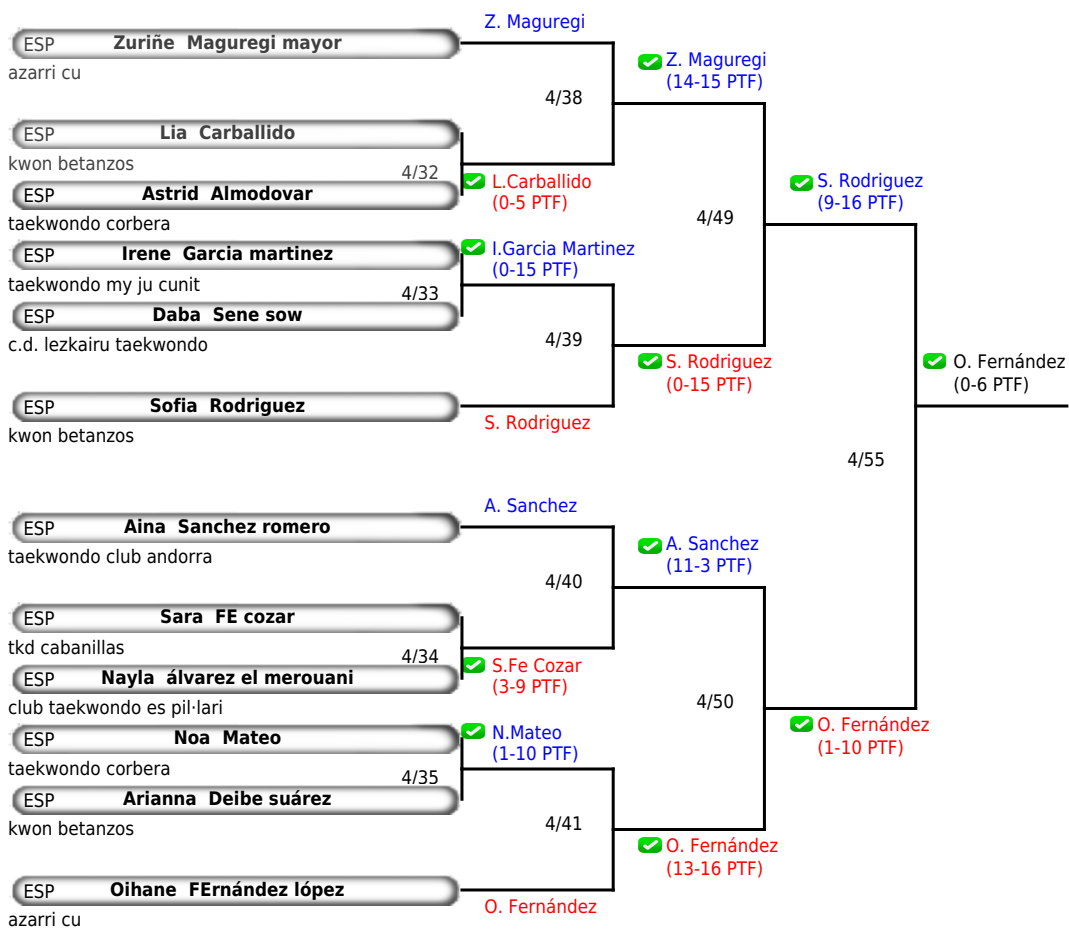 Z. Maguregi
ESP Zuriñe Maguregi mayor
azarri cu
Z. Maguregi
(14-15 PTF)
4/38
ESP Lia Carballido
kwon betanzos
4/32
L.Carballido
(0-5 PTF)
ESP Astrid Almodovar
taekwondo corbera
S. Rodriguez
(9-16 PTF)
4/49
ESP Irene Garcia martinez
taekwondo my ju cunit
I.Garcia Martinez
(0-15 PTF)
4/33
ESP Daba Sene sow
c.d. lezkairu taekwondo
4/39
S. Rodriguez
(0-15 PTF)
ESP Sofia Rodriguez
kwon betanzos
S. Rodriguez
O. Fernández
(0-6 PTF)
4/55
A. Sanchez
ESP Aina Sanchez romero
taekwondo club andorra
A. Sanchez
(11-3 PTF)
4/40
ESP Sara FE cozar
tkd cabanillas
4/34
S.Fe Cozar
(3-9 PTF)
ESP Nayla álvarez el merouani
club taekwondo es pil·lari
4/50
ESP Noa Mateo
taekwondo corbera
N.Mateo
(1-10 PTF)
O. Fernández
(1-10 PTF)
4/35
ESP Arianna Deibe suárez
kwon betanzos
4/41
O. Fernández
(13-16 PTF)
ESP Oihane FErnández lópez
azarri cu
O. Fernández